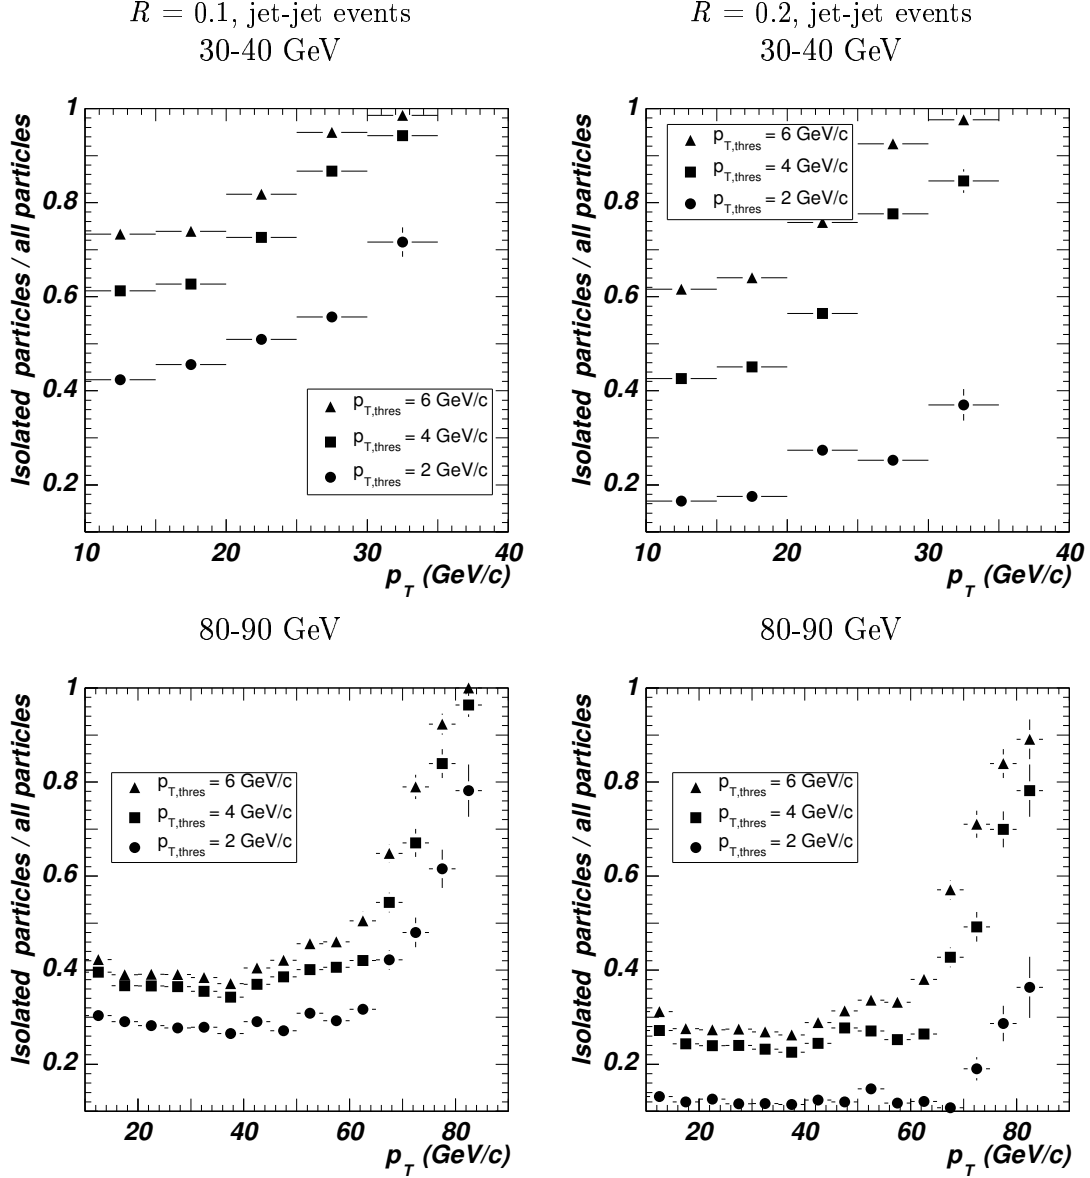 R = 0.1, jet-jet events
30-40 GeV
Isolated particles / all particles
1
0.8
0.6
0.4
0.2
p_T,thres = 6 GeV/c
p_T,thres = 4 GeV/c
p_T,thres = 2 GeV/c
10 20 30 40
p_T (GeV/c)
R = 0.2, jet-jet events
30-40 GeV
Isolated particles / all particles
1
0.8
0.6
0.4
0.2
p_T,thres = 6 GeV/c
p_T,thres = 4 GeV/c
p_T,thres = 2 GeV/c
10 20 30 40
p_T (GeV/c)
80-90 GeV
Isolated particles / all particles
1
0.8
0.6
0.4
0.2
p_T,thres = 6 GeV/c
p_T,thres = 4 GeV/c
p_T,thres = 2 GeV/c
20 40 60 80
p_T (GeV/c)
80-90 GeV
Isolated particles / all particles
1
0.8
0.6
0.4
0.2
p_T,thres = 6 GeV/c
p_T,thres = 4 GeV/c
p_T,thres = 2 GeV/c
20 40 60 80
p_T (GeV/c)